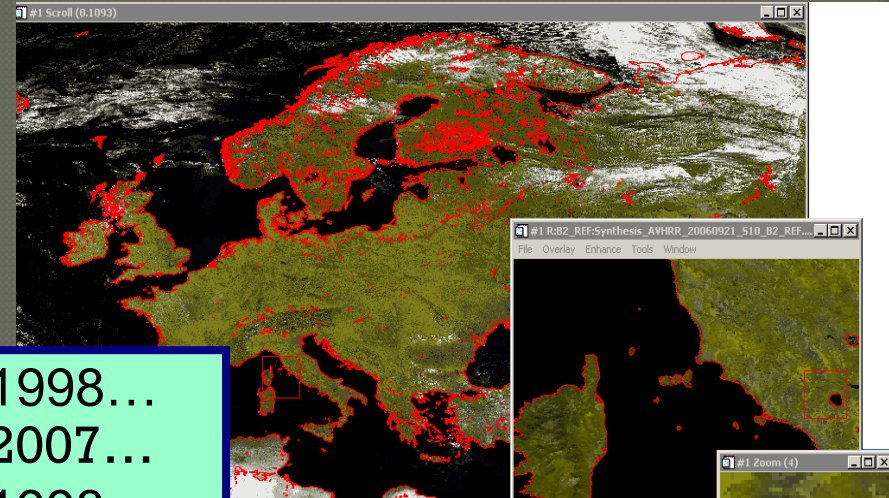 #1 Scroll (0.1093)
#1 R:B2_REF:Synthesis_AVHRR_20060921_S10_B2_REF....
File Overlay Enhance Tools Window
1998...
2007...
#1 Zoom (4)